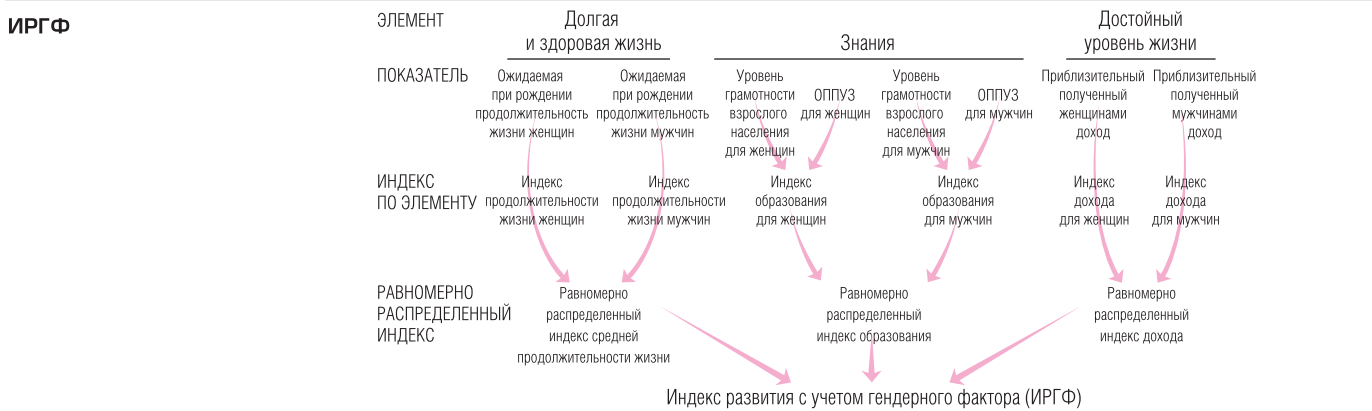 ИРГФ
ЭЛЕМЕНТ
Долгая
и здоровая жизнь
Знания
Достойный
уровень жизни
ПОКАЗАТЕЛЬ
Ожидаемая
при рождении
продолжительность
жизни женщин
Ожидаемая
при рождении
продолжительность
жизни мужчин
Уровень
грамотности
взрослого
населения
для женщин
ОППУЗ
для женщин
Уровень
грамотности
взрослого
населения
для мужчин
ОППУЗ
для мужчин
Приблизительный
полученный
женщинами
доход
Приблизительный
полученный
мужчинами
доход
ИНДЕКС
ПО ЭЛЕМЕНТУ
Индекс
продолжительности
жизни женщин
Индекс
продолжительности
жизни мужчин
Индекс
образования
для женщин
Индекс
образования
для мужчин
Индекс
дохода
для женщин
Индекс
дохода
для мужчин
РАВНОМЕРНО
РАСПРЕДЕЛЕННЫЙ
ИНДЕКС
Равномерно
распределенный
индекс средней
продолжительности жизни
Равномерно
распределенный
индекс образования
Равномерно
распределенный
индекс дохода
Индекс развития с учетом гендерного фактора (ИРГФ)